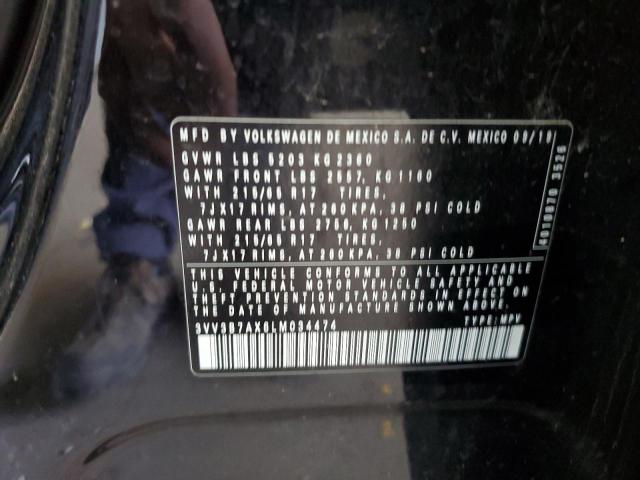 MFD BY VOLKSWAGEN DE MEXICO S.A. DE C.V. MEXICO 09/19
GVWR LBS 5203 KG 2360
GAWR FRONT LBS 2557, KG 1160
WITH 215/65 R17 TIRES,
7JX17 RIMS, AT 260 KPA, 38 PSI COLD
GAWR REAR LBS 2756, KG 1250
WITH 215/65 R17 TIRES,
7JX17 RIMS, AT 260 KPA, 38 PSI COLD
THIS VEHICLE CONFORMS TO ALL APPLICABLE
U.S. FEDERAL MOTOR VEHICLE SAFETY AND
THEFT PREVENTION STANDARDS IN EFFECT ON
THE DATE OF MANUFACTURE SHOWN ABOVE.
3VV3B7AX6LM034474 TYPE: MPV
3526